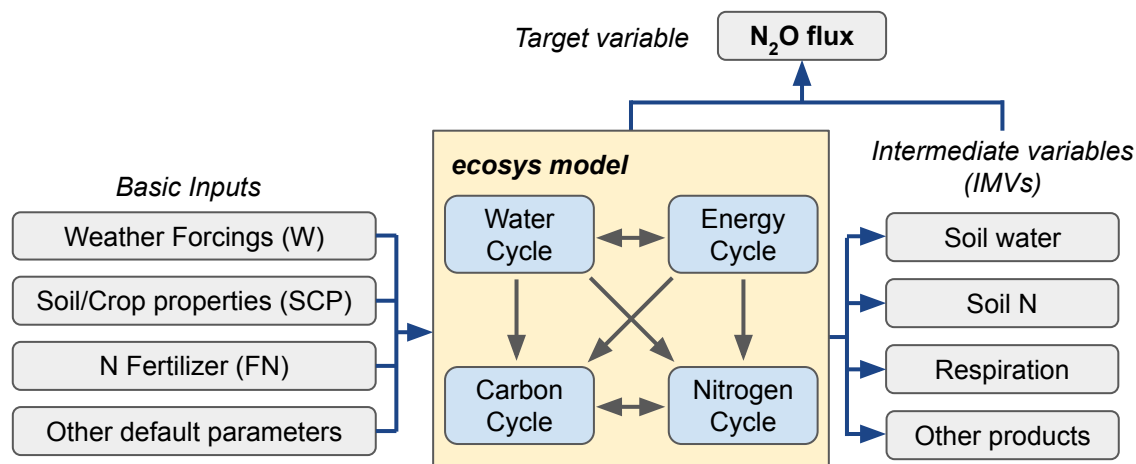 Target variable
N₂O flux
Basic Inputs
Weather Forcings (W)
Soil/Crop properties (SCP)
N Fertilizer (FN)
Other default parameters
ecosys model
Water
Cycle
Energy
Cycle
Carbon
Cycle
Nitrogen
Cycle
Intermediate variables
(IMVs)
Soil water
Soil N
Respiration
Other products